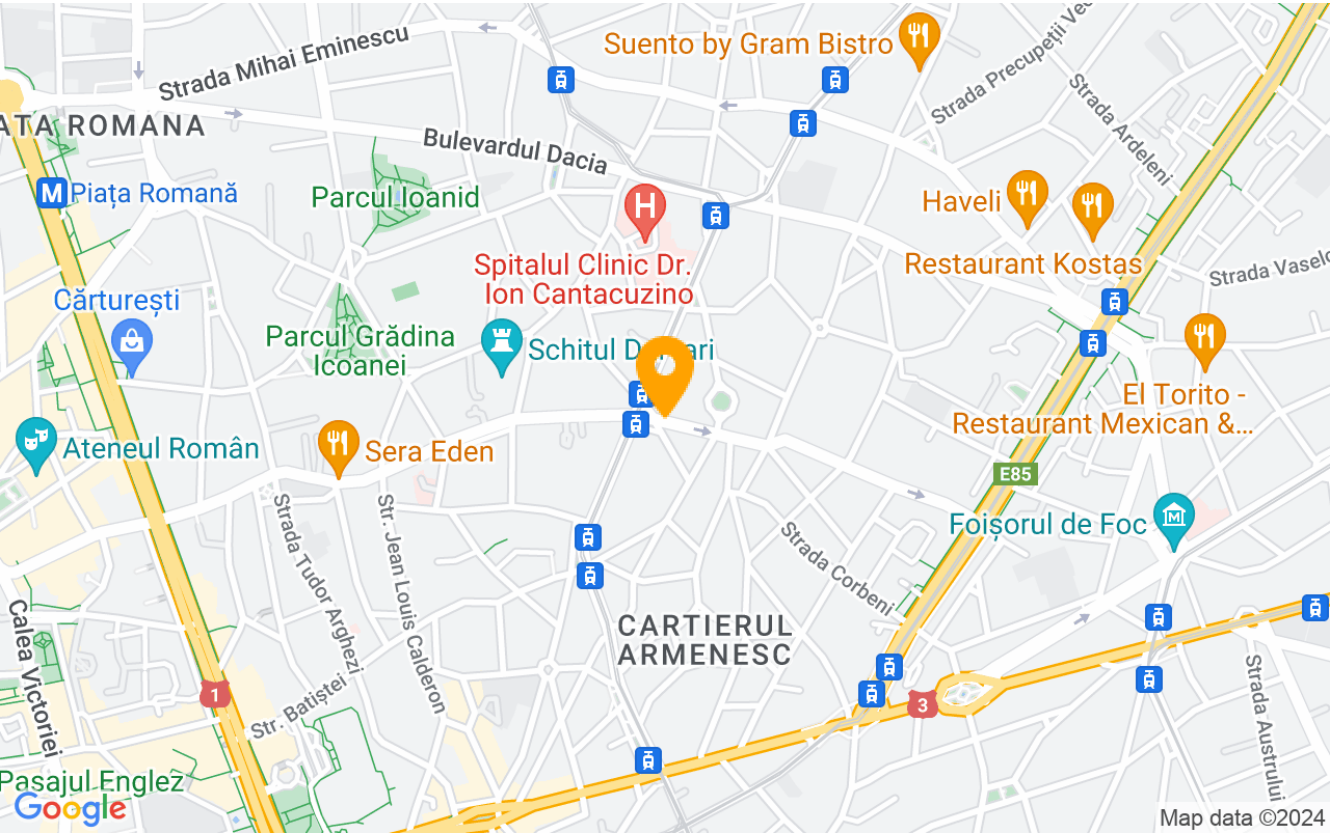 Suento by Gram Bistro
Strada Mihai Eminescu
Strada Precupeții Vec
Strada Ardeleni
ATA ROMANA
Bulevardul Dacia
M
Piața Romană
Parcul Ioanid
H
Haveli
Spitalul Clinic Dr.
Ion Cantacuzino
Restaurant Kostas
Strada Vaselo
Cărturești
Parcul Grădina
Icoanei
Schitul D
ari
El Torito -
Restaurant Mexican &...
Ateneul Român
Sera Eden
E85
Strada Tudor Arghezi
Str. Jean Louis Calderon
Strada Corbeni
Foișorul de Foc
M
Calea Victoriei
CARTIERUL
ARMENESC
1
3
Str. Batiștei
Strada Austrului
Pasajul Englez
Google
Map data ©2024